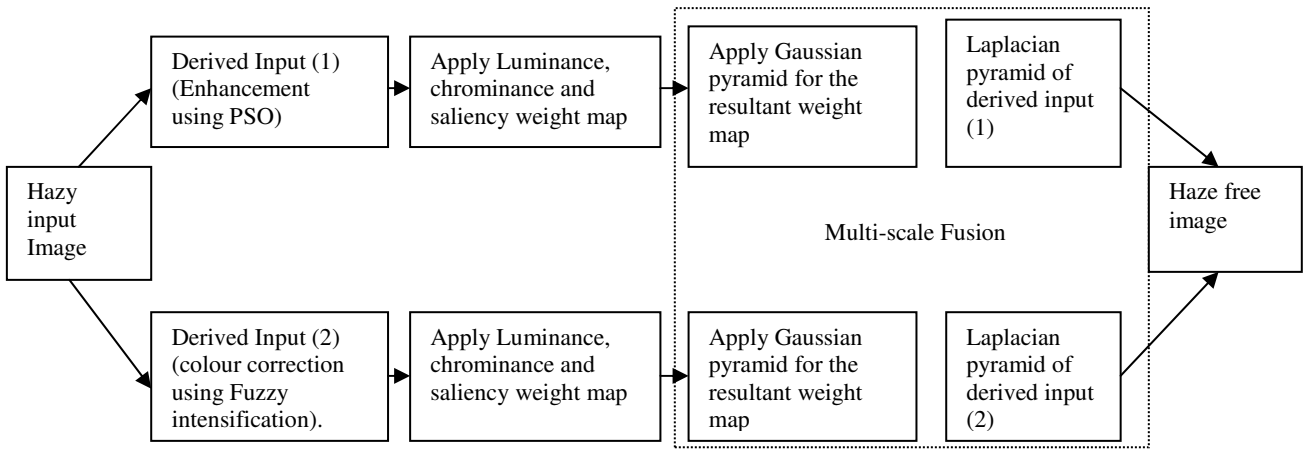 Hazy
input
Image
Derived Input (1)
(Enhancement
using PSO)
Apply Luminance,
chrominance and
saliency weight map
Apply Gaussian
pyramid for the
resultant weight
map
Laplacian
pyramid of
derived input
(1)
Multi-scale Fusion
Haze free
image
Derived Input (2)
(colour correction
using Fuzzy
intensification).
Apply Luminance,
chrominance and
saliency weight map
Apply Gaussian
pyramid for the
resultant weight
map
Laplacian
pyramid of
derived input
(2)